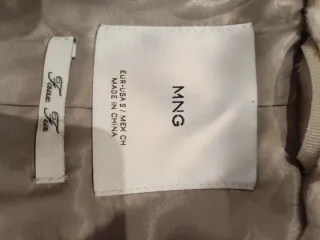 MNG
EUR-USA S / MEX CH
MADE IN CHINA
Faux Fur